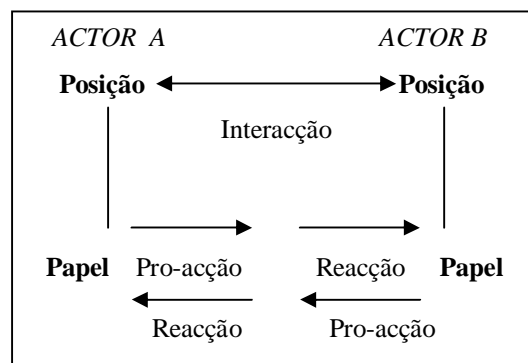 ACTOR A ACTOR B
Posição Posição
Interacção
Papel Pro-acção Reacção Papel
Reacção Pro-acção